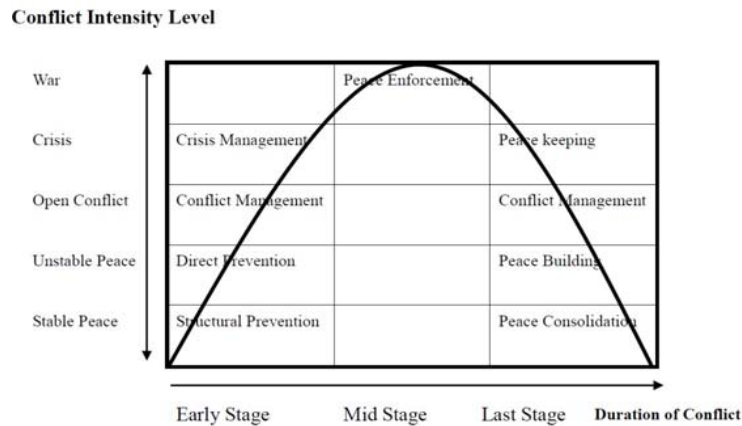 Conflict Intensity Level
War
Peace Enforcement
Crisis
Crisis Management
Peace keeping
Open Conflict
Conflict Management
Conflict Management
Unstable Peace
Direct Prevention
Peace Building
Stable Peace
Structural Prevention
Peace Consolidation
Early Stage
Mid Stage
Last Stage
Duration of Conflict